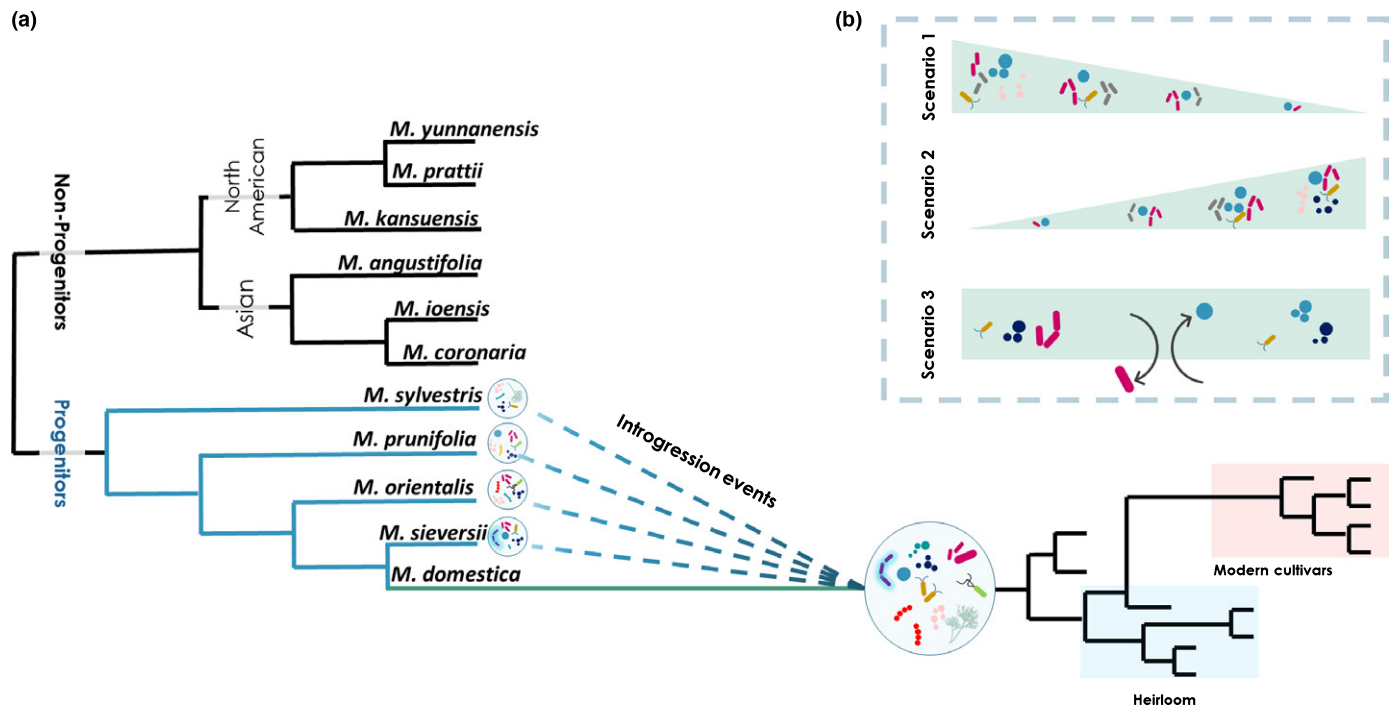 (a)
Non-Progenitors
Progenitors
North
American
Asian
M. yunnanensis
M. prattii
M. kansuensis
M. angustifolia
M. ioensis
M. coronaria
M. sylvestris
M. prunifolia
M. orientalis
M. sieversii
M. domestica
Introgression events
Modern cultivars
Heirloom
(b)
Scenario 1
Scenario 2
Scenario 3